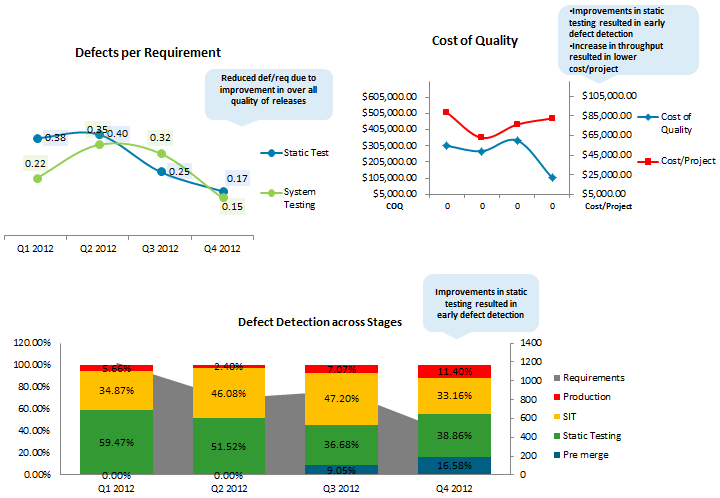 Defects per Requirement
Reduced def/req due to
improvement in over all
quality of releases
0.38
0.35
0.40
0.32
0.22
0.25
0.17
0.15
Static Test
System
Testing
Q1 2012 Q2 2012 Q3 2012 Q4 2012
Cost of Quality
•Improvements in static
testing resulted in early
defect detection
•Increase in throughput
resulted in lower
cost/project
$605,000.00
$505,000.00
$405,000.00
$305,000.00
$205,000.00
$105,000.00
$5,000.00
COQ
0 0 0 0
$105,000.00
$85,000.00
$65,000.00
$45,000.00
$25,000.00
$5,000.00
Cost/Project
Cost of
Quality
Cost/Project
Improvements in static
testing resulted in
early defect detection
Defect Detection across Stages
120.00%
100.00%
80.00%
60.00%
40.00%
20.00%
0.00%
5.66% 2.40% 7.07% 11.40%
34.87% 46.08% 47.20% 33.16%
59.47% 51.52% 36.68% 38.86%
0.00% 0.00% 9.05% 16.58%
Q1 2012 Q2 2012 Q3 2012 Q4 2012
1400
1200
1000
800
600
400
200
0
Requirements
Production
SIT
Static Testing
Pre merge